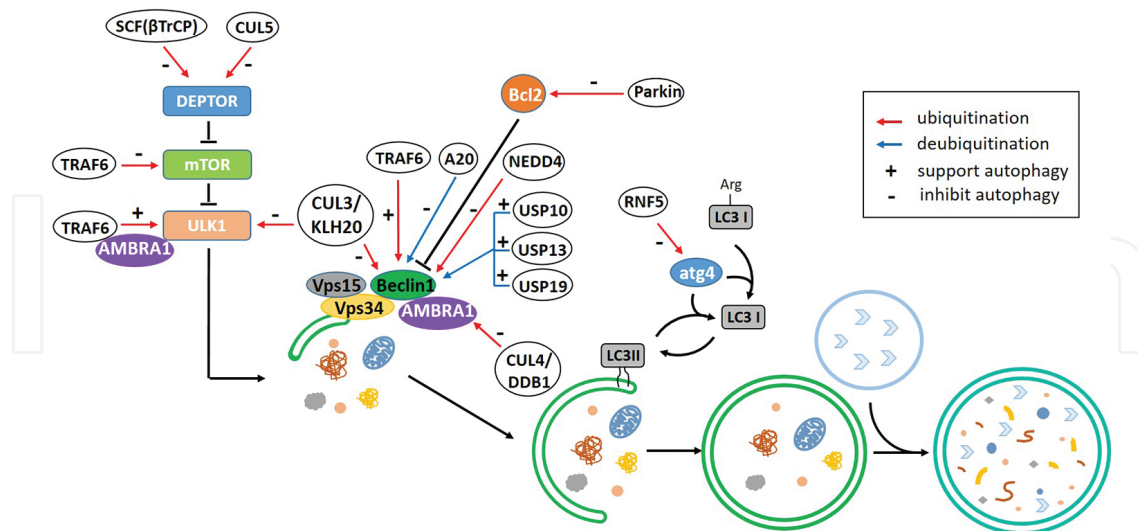 SCF(βTrCP)
CUL5
-
-
DEPTOR
TRAF6
-
mTOR
TRAF6
+
ULK1
AMBRA1
-
CUL3/
KLH20
-
TRAF6
+
A20
-
Bcl2
-
Parkin
NEDD4
-
+
USP10
+
USP13
+
USP19
Vps15
Beclin1
Vps34
AMBRA1
-
CUL4/
DDB1
RNF5
-
atg4
Arg
LC3 I
LC3 I
LC3II
ubiquitination
deubiquitination
+ support autophagy
- inhibit autophagy